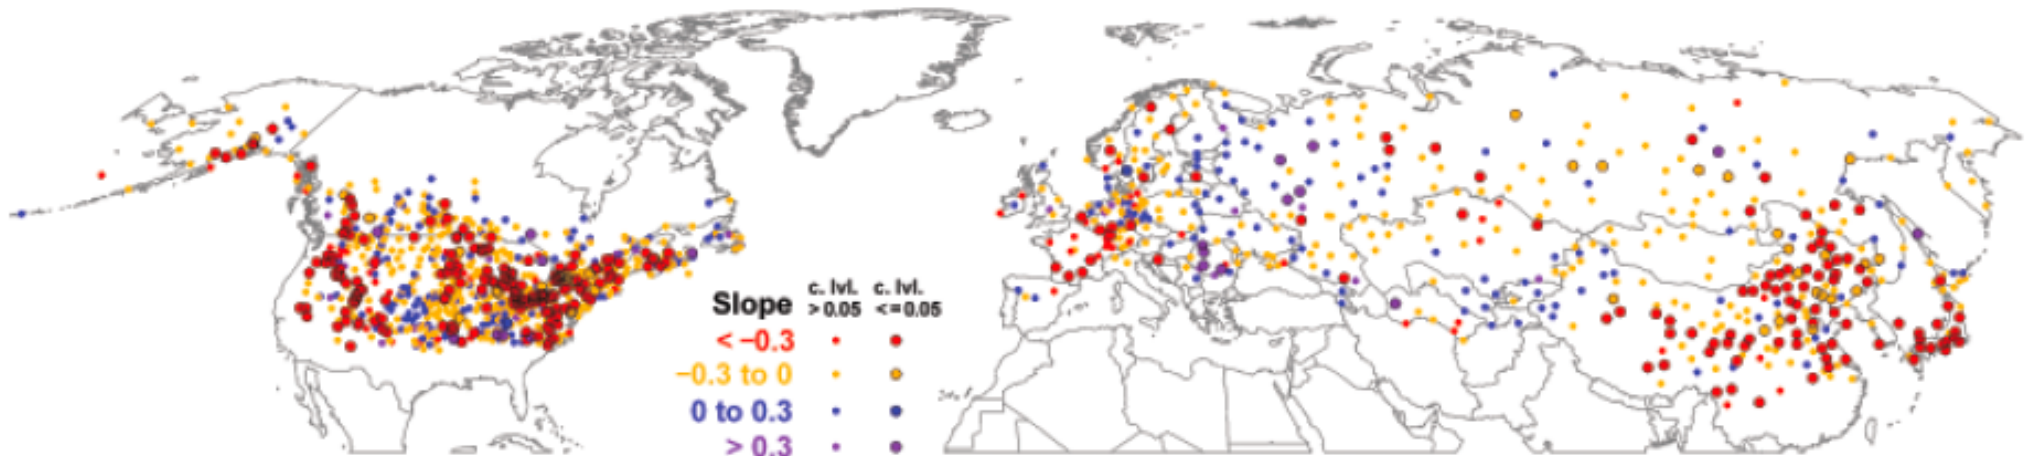 c. lvl. c. lvl.
Slope > 0.05 <= 0.05
< −0.3
−0.3 to 0
0 to 0.3
> 0.3